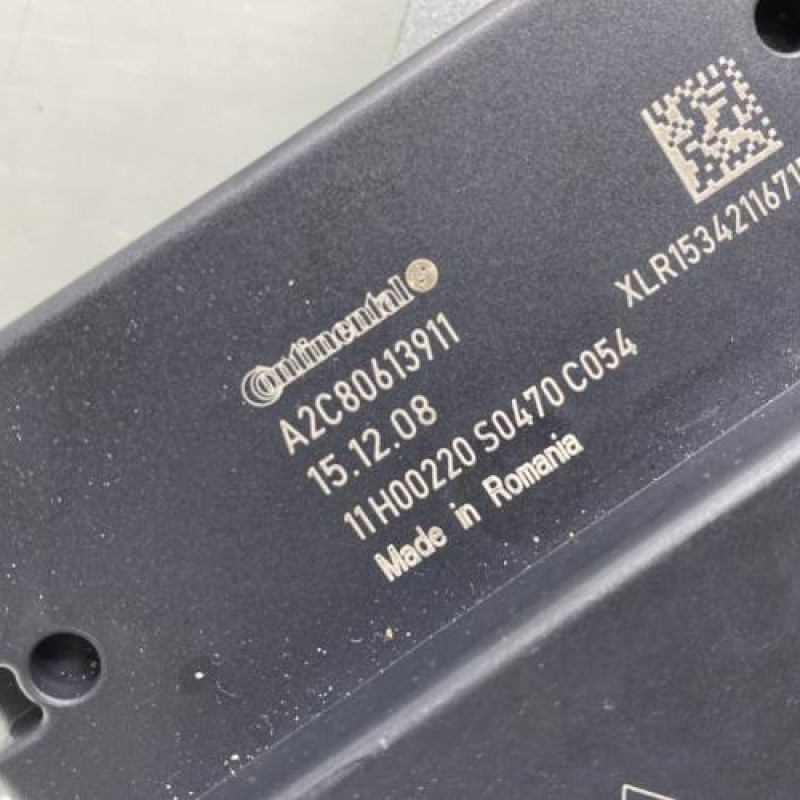 XLR1534211671
Continental
A2C80613911
15.12.08
11H00220 S0470 C054
Made in Romania